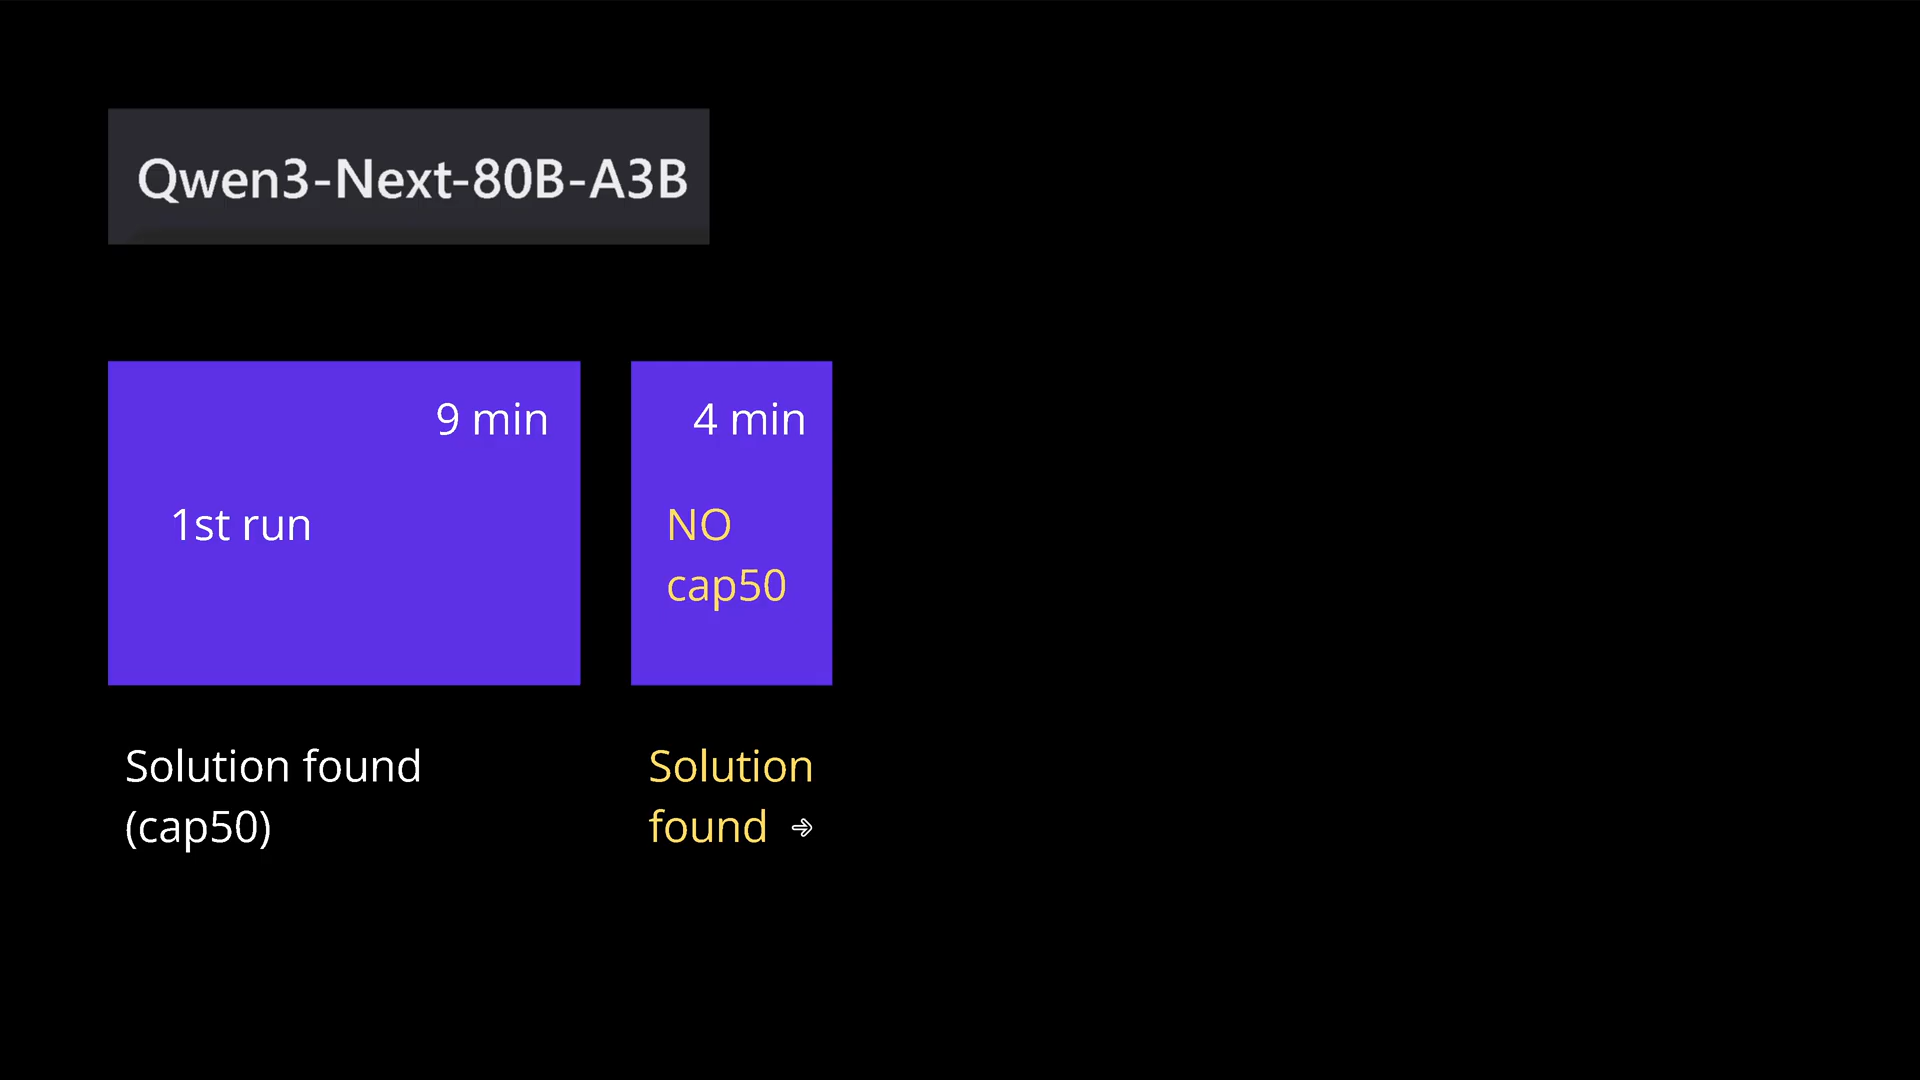 Qwen3-Next-80B-A3B
9 min
1st run
4 min
NO
cap50
Solution found
(cap50)
Solution
found ⇒